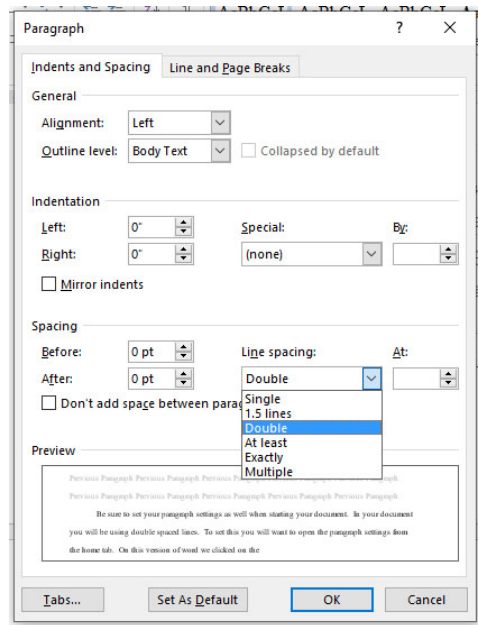 Paragraph ? X
Indents and Spacing Line and Page Breaks
General
Alignment: Left
Outline level: Body Text Collapsed by default
Indentation
Left: 0" Special: By:
Right: 0" (none)
Mirror indents
Spacing
Before: 0 pt Line spacing: At:
After: 0 pt Double
Don't add space between parag
Single
1.5 lines
Double
At least
Exactly
Multiple
Preview
Previous Paragraph Previous Paragraph Previous Paragraph Previous Paragraph Previous Paragraph
Previous Paragraph Previous Paragraph Previous Paragraph Previous Paragraph Previous Paragraph
Be sure to set your paragraph settings as well when starting your document. In your document
you will be using double spaced lines. To set this you will want to open the paragraph settings from
the home tab. On this version of word we clicked on the
Tabs... Set As Default OK Cancel